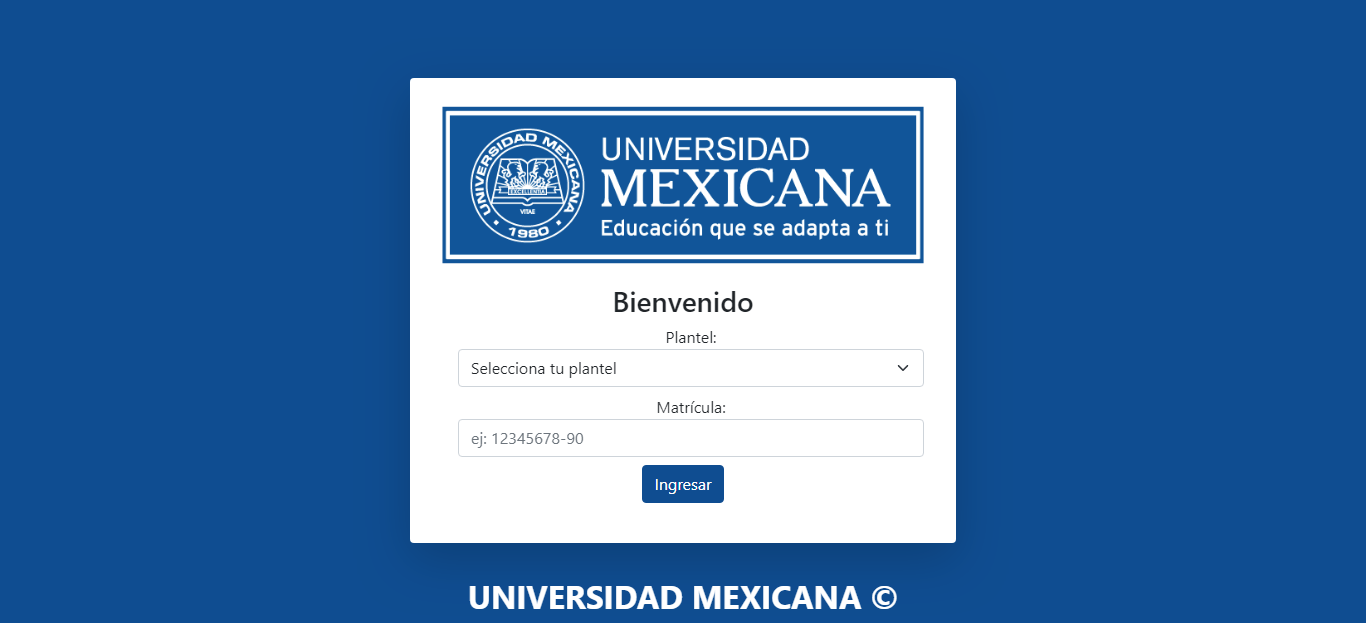 UNIVERSIDAD MEXICANA
EXCELLENTIA
VITAE
• 1980 •
UNIVERSIDAD
MEXICANA
Educación que se adapta a ti
Bienvenido
Plantel:
Selecciona tu plantel
Matrícula:
ej: 12345678-90
Ingresar
UNIVERSIDAD MEXICANA ©